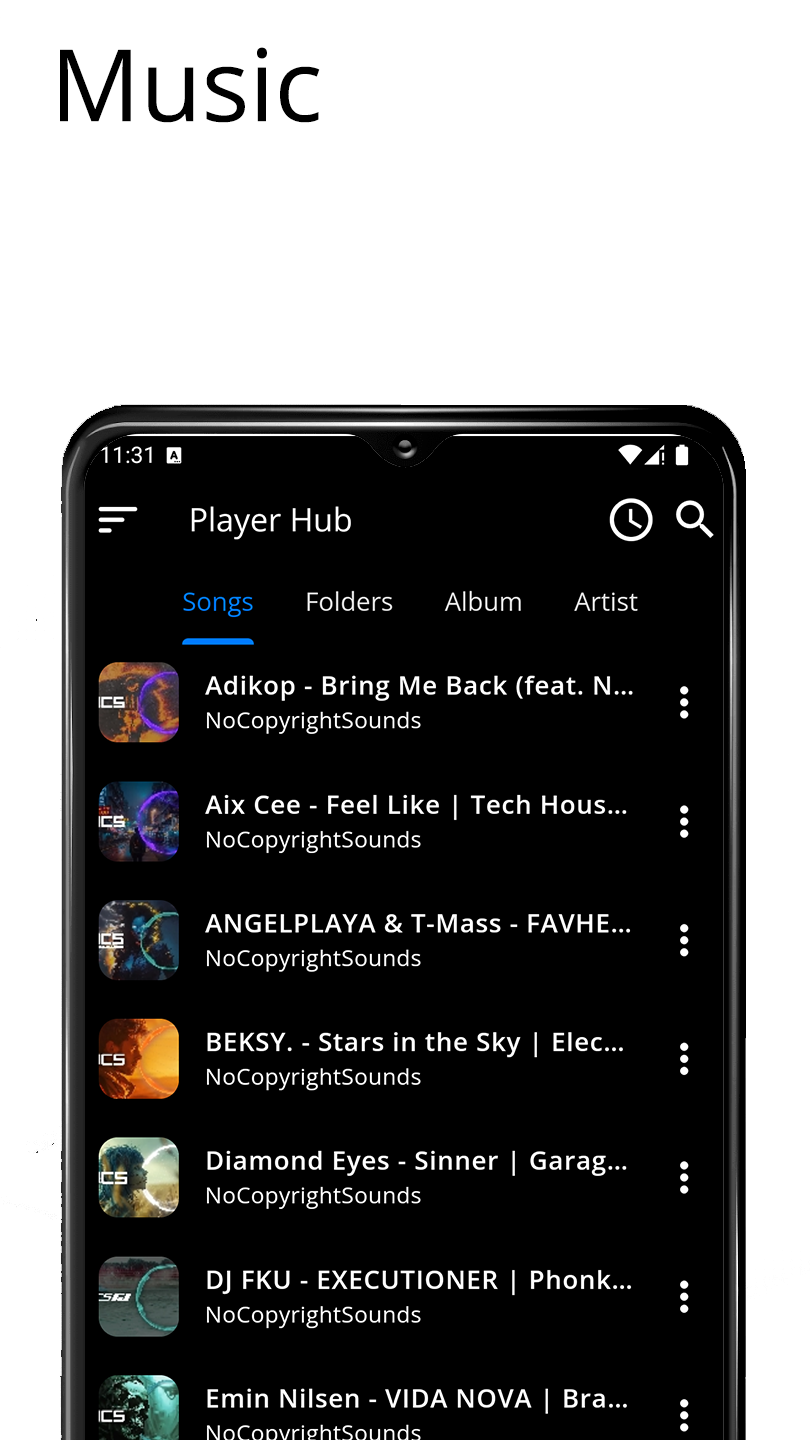 Music
11:31 A
Player Hub
Songs Folders Album Artist
Adikop - Bring Me Back (feat. N...
NoCopyrightSounds
Aix Cee - Feel Like | Tech Hous...
NoCopyrightSounds
ANGELPLAYA & T-Mass - FAVHE...
NoCopyrightSounds
BEKSY. - Stars in the Sky | Elec...
NoCopyrightSounds
Diamond Eyes - Sinner | Garag...
NoCopyrightSounds
DJ FKU - EXECUTIONER | Phonk...
NoCopyrightSounds
Emin Nilsen - VIDA NOVA | Bra...
NoCopyrightSounds